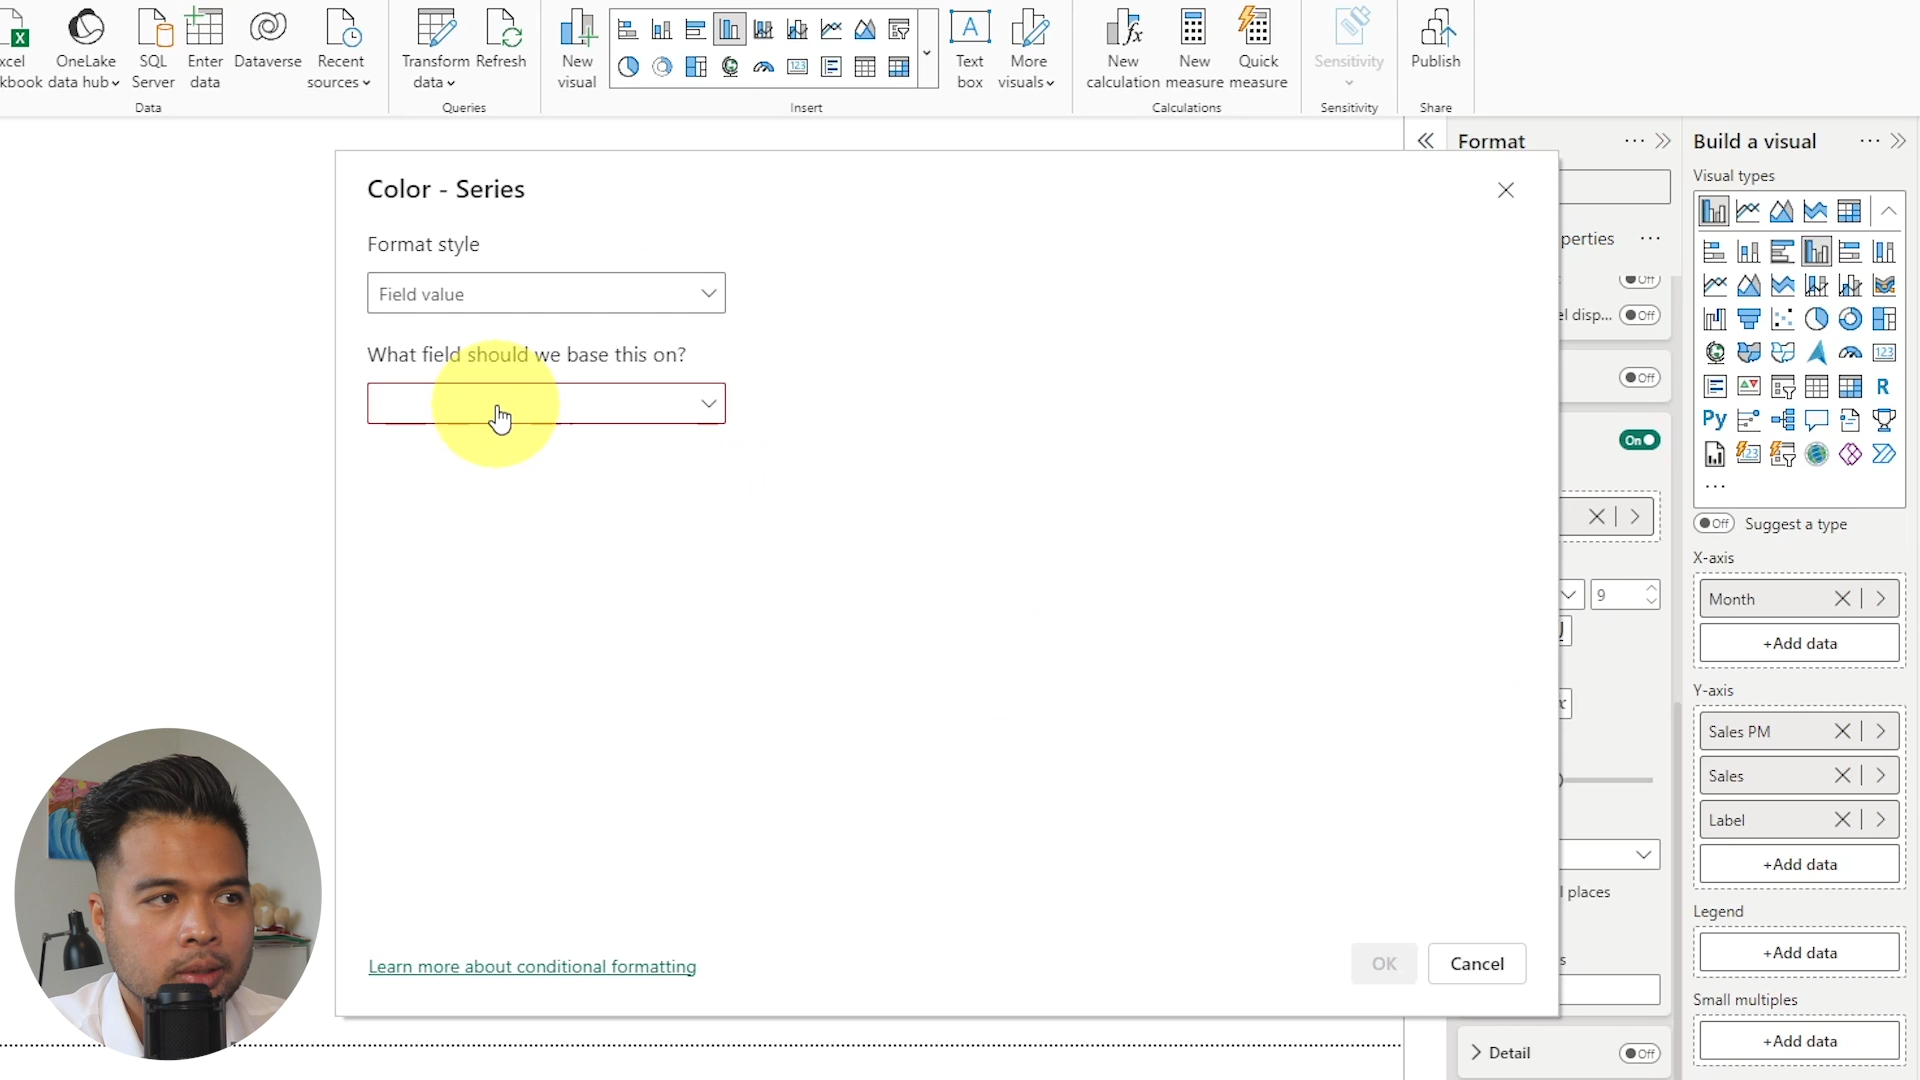 xcel
kbook
OneLake
data hub
SQL
Server
Enter
data
Dataverse
Recent
sources
Data
Transform
data
Refresh
Queries
New
visual
Insert
A
Text
box
More
visuals
New
calculation
New
measure
Quick
measure
Calculations
Sensitivity
Sensitivity
Publish
Share
Color - Series
Format style
Field value
What field should we base this on?
Learn more about conditional formatting
OK
Cancel
Format
perties
Off
el disp...
Off
Off
On
9
l places
s
Detail
Off
Build a visual
Visual types
123
R
Py
123
Off
Suggest a type
X-axis
Month
+Add data
Y-axis
Sales PM
Sales
Label
+Add data
Legend
+Add data
Small multiples
+Add data